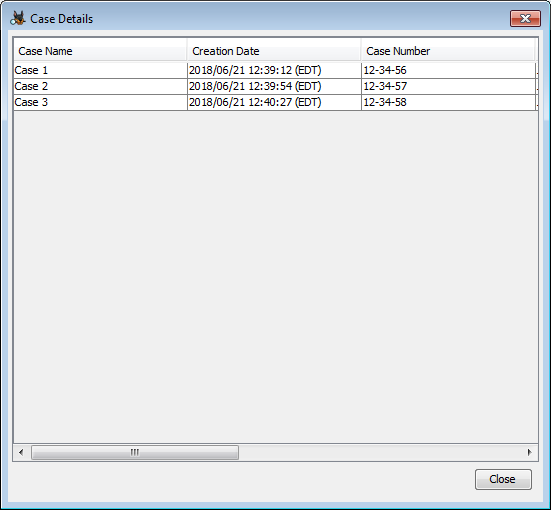 Case Details
Case Name Creation Date Case Number
Case 1 2018/06/21 12:39:12 (EDT) 12-34-56
Case 2 2018/06/21 12:39:54 (EDT) 12-34-57
Case 3 2018/06/21 12:40:27 (EDT) 12-34-58
Close